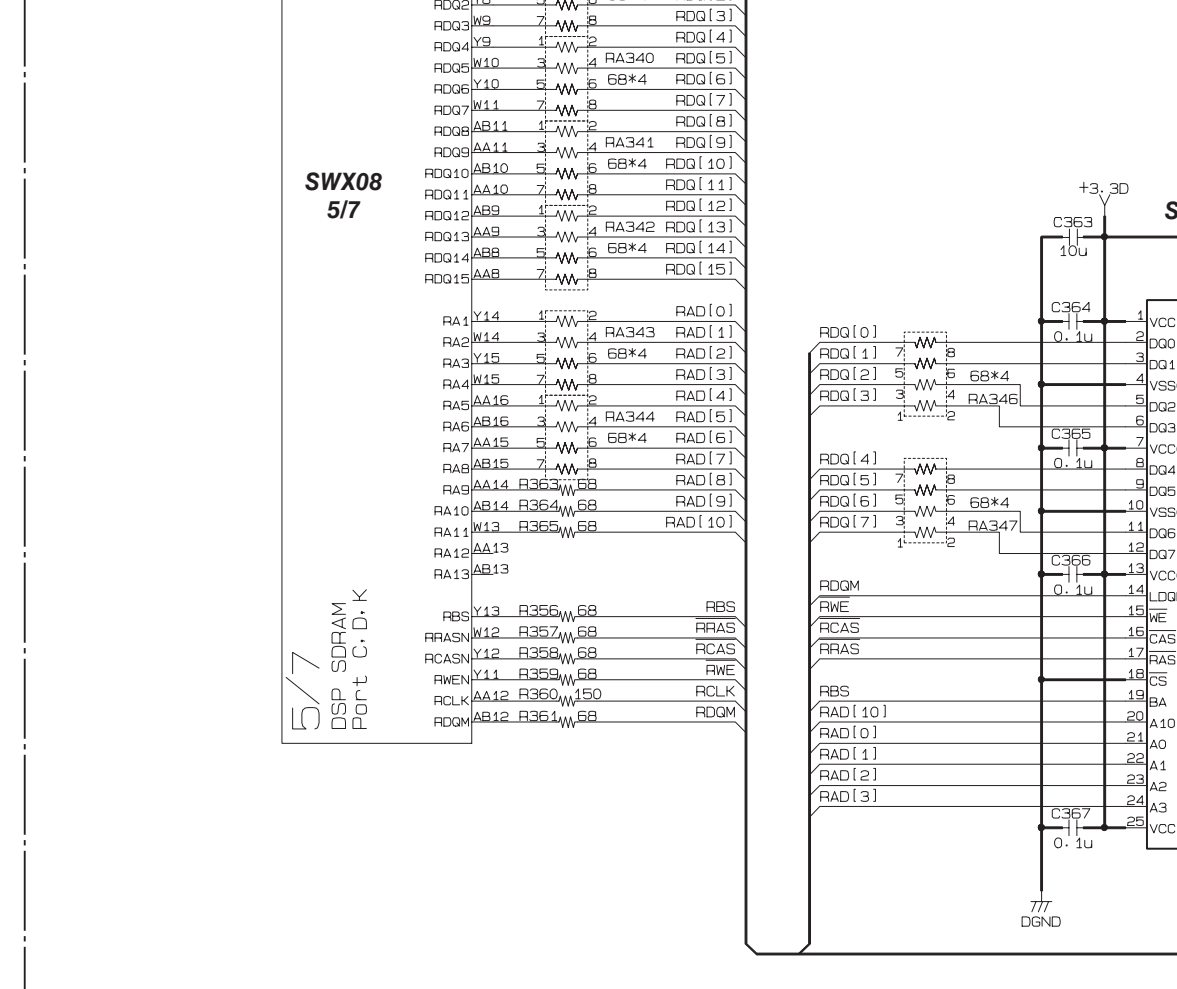 RDQ2 Y8 5 6 68*4 RDQ[2]
RDQ3 W9 7 8 RDQ[3]
RDQ4 Y9 1 2 RDQ[4]
RDQ5 W10 3 4 RA340 RDQ[5]
RDQ6 Y10 5 6 68*4 RDQ[6]
RDQ7 W11 7 8 RDQ[7]
RDQ8 AB11 1 2 RDQ[8]
RDQ9 AA11 3 4 RA341 RDQ[9]
RDQ10 AB10 5 6 68*4 RDQ[10]
RDQ11 AA10 7 8 RDQ[11]
RDQ12 AB9 1 2 RDQ[12]
RDQ13 AA9 3 4 RA342 RDQ[13]
RDQ14 AB8 5 6 68*4 RDQ[14]
RDQ15 AA8 7 8 RDQ[15]
SWX08
5/7
RA1 Y14 1 2 RAD[0]
RA2 W14 3 4 RA343 RAD[1]
RA3 Y15 5 6 68*4 RAD[2]
RA4 W15 7 8 RAD[3]
RA5 AA16 1 2 RAD[4]
RA6 AB16 3 4 RA344 RAD[5]
RA7 AA15 5 6 68*4 RAD[6]
RA8 AB15 7 8 RAD[7]
RA9 AA14 R363 68 RAD[8]
RA10 AB14 R364 68 RAD[9]
RA11 W13 R365 68 RAD[10]
RA12 AA13
RA13 AB13
RBS Y13 R356 68 RBS
RRASN W12 R357 68 RRAS
RCASN Y12 R358 68 RCAS
RWEN Y11 R359 68 RWE
RCLK AA12 R360 150 RCLK
RDQM AB12 R361 68 RDQM
5/7
DSP SDRAM
Port C, D, K
+3.3D
S
C363
10u
C364
0.1u
1 VCC
RDQ[0] 2 DQ0
RDQ[1] 7 8 3 DQ1
4 VSS
RDQ[2] 5 6 68*4 5 DQ2
RDQ[3] 3 4 RA346 6 DQ3
1 2
C365
0.1u
7 VCC
RDQ[4] 8 DQ4
RDQ[5] 7 8 9 DQ5
10 VSS
RDQ[6] 5 6 68*4 11 DQ6
RDQ[7] 3 4 RA347 12 DQ7
1 2
C366
0.1u
13 VCC
RDQM 14 LDQ
RWE 15 WE
RCAS 16 CAS
RRAS 17 RAS
18 CS
RBS 19 BA
RAD[10] 20 A10
RAD[0] 21 A0
RAD[1] 22 A1
RAD[2] 23 A2
RAD[3] 24 A3
C367
0.1u
25 VCC
DGND